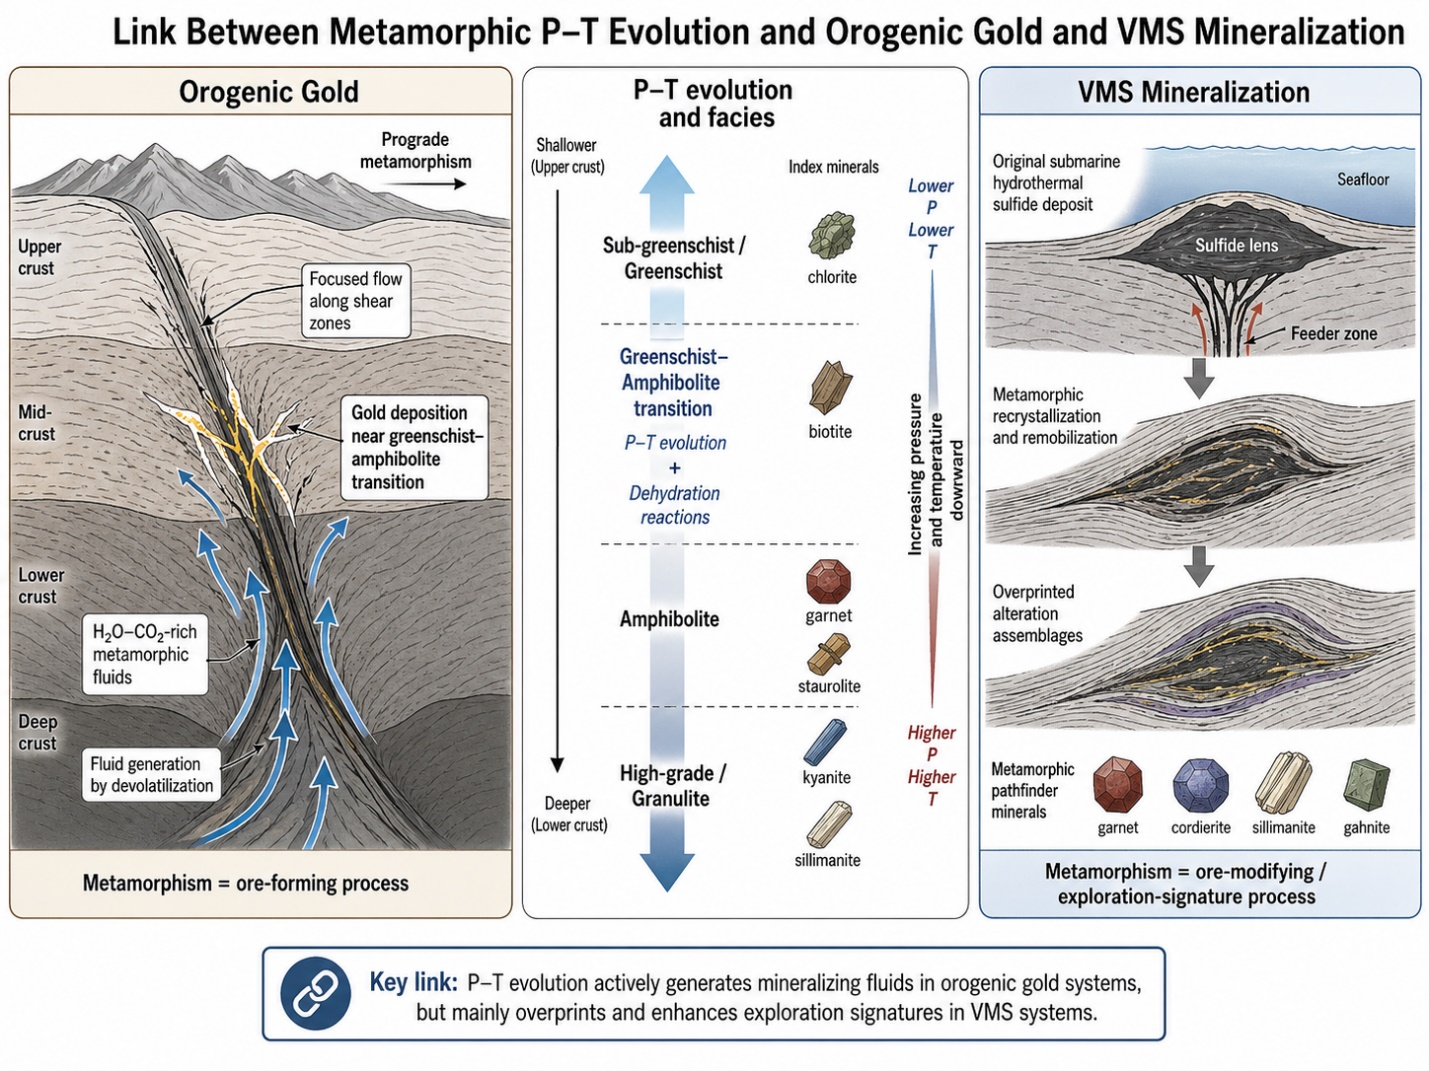 Link Between Metamorphic P–T Evolution and Orogenic Gold and VMS Mineralization
Orogenic Gold
Prograde
metamorphism
Upper
crust
Focused flow
along shear
zones
Mid-
crust
Gold deposition
near greenschist–
amphibolite
transition
Lower
crust
H₂O–CO₂-rich
metamorphic
fluids
Deep
crust
Fluid generation
by devolatilization
Metamorphism = ore-forming process
P–T evolution
and facies
Shallower
(Upper crust)
Index minerals
Lower
P
Lower
T
Sub-greenschist /
Greenschist
chlorite
Greenschist–
Amphibolite
transition
P–T evolution
+
Dehydration
reactions
biotite
Increasing pressure
and temperature
dowrward
Amphibolite
garnet
staurolite
Higher
P
Higher
T
High-grade /
Granulite
kyanite
sillimanite
Deeper
(Lower crust)
VMS Mineralization
Original submarine
hydrothermal
sulfide deposit
Seafloor
Sulfide lens
Feeder zone
Metamorphic
recrystallization
and remobilization
Overprinted
alteration
assemblages
Metamorphic
pathfinder
minerals
garnet
cordierite
sillimanite
gahnite
Metamorphism = ore-modifying /
exploration-signature process
Key link: P–T evolution actively generates mineralizing fluids in orogenic gold systems,
but mainly overprints and enhances exploration signatures in VMS systems.